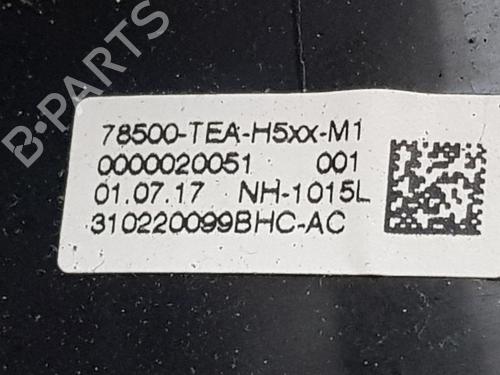 B-PARTS
78500-TEA-H5xx-M1
0000020051 001
01.07.17 NH-1015L
310220099BHC-AC